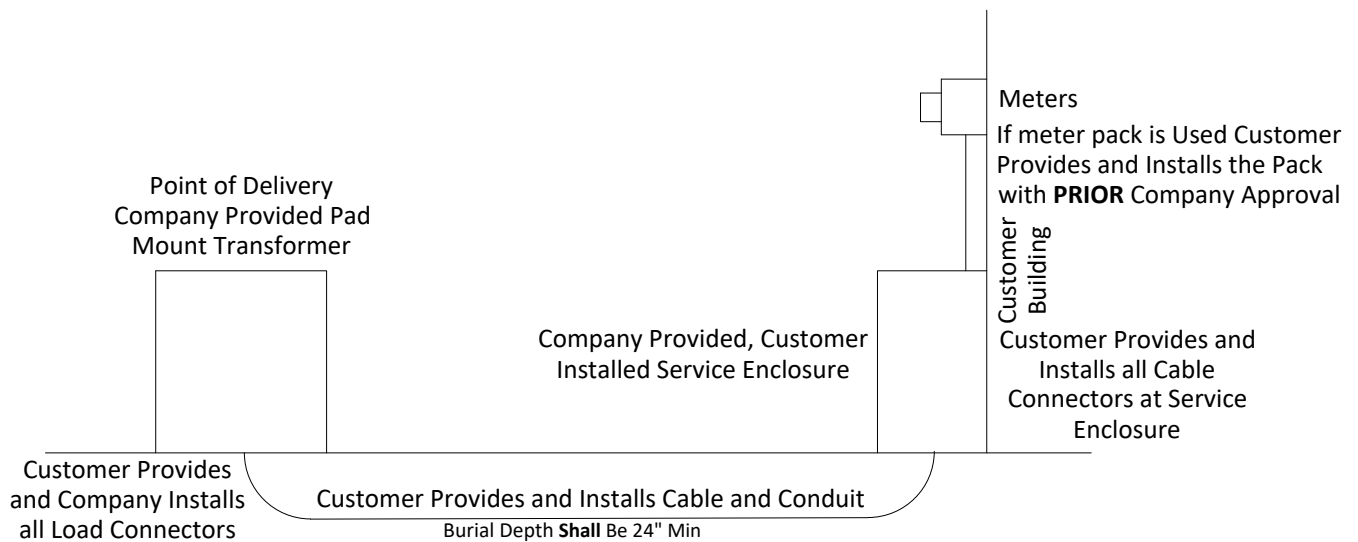 Meters
If meter pack is Used Customer
Provides and Installs the Pack
with PRIOR Company Approval
Point of Delivery
Company Provided Pad
Mount Transformer
Customer
Building
Company Provided, Customer
Installed Service Enclosure
Customer Provides and
Installs all Cable
Connectors at Service
Enclosure
Customer Provides
and Company Installs
all Load Connectors
Customer Provides and Installs Cable and Conduit
Burial Depth Shall Be 24" Min